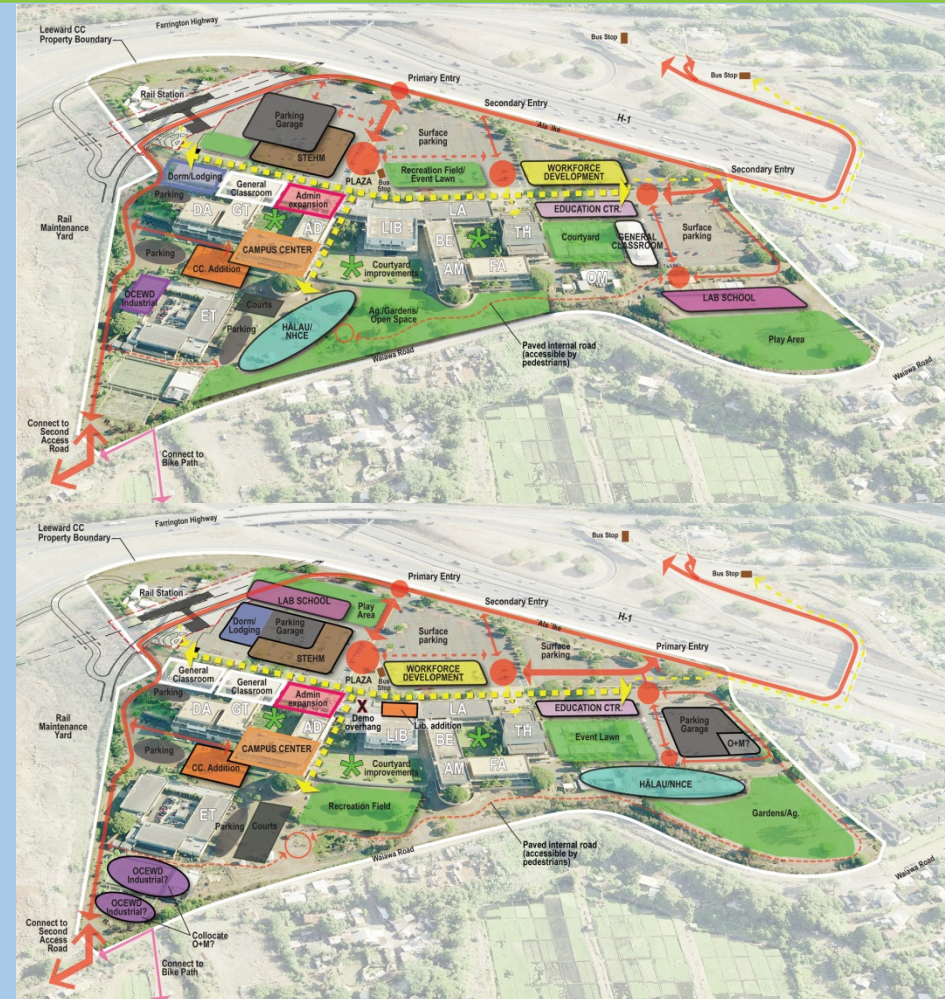 Leeward CC
Property Boundary
Farrington Highway
Bus Stop
Bus Stop
Rail Station
Primary Entry
Secondary Entry
H-1
'Ala 'Ike
Parking
Garage
STEHM
Surface
parking
Secondary Entry
Dorm/Lodging
General
Classroom
Admin
expansion
PLAZA
Bus
Stop
Recreation Field/
Event Lawn
WORKFORCE
DEVELOPMENT
Parking
DA
GT
AD
LA
EDUCATION CTR.
Rail
Maintenance
Yard
LIB
BE
TH
Courtyard
GENERAL
CLASSROOM
Surface
parking
Parking
CC. Addition
CAMPUS CENTER
Courtyard
improvements
AM
FA
OM
OCEWD
Industrial
ET
Courts
Parking
HĀLAU/
NHCE
Ag./Gardens/
Open Space
LAB SCHOOL
Play Area
Paved internal road
(accessible by
pedestrians)
Waiawa Road
Waiawa Road
Connect to
Second
Access
Road
Connect to
Bike Path
Leeward CC
Property Boundary
Farrington Highway
Bus Stop
Bus Stop
Rail Station
Primary Entry
Secondary Entry
H-1
'Ala 'Ike
LAB SCHOOL
Play
Area
Dorm/
Lodging
Parking
Garage
STEHM
Surface
parking
Surface
parking
Primary Entry
General
Classroom
General
Classroom
Admin
expansion
PLAZA
Bus
Stop
WORKFORCE
DEVELOPMENT
Parking
DA
GT
AD
X
Demo
overhang
Lib. addition
LA
EDUCATION CTR.
Rail
Maintenance
Yard
LIB
BE
TH
Event Lawn
Parking
Garage
O+M?
Parking
CC. Addition
CAMPUS CENTER
Courtyard
improvements
AM
FA
HĀLAU/NHCE
ET
Parking
Courts
Recreation Field
Gardens/Ag.
Paved internal road
(accessible by
pedestrians)
Waiawa Road
Waiawa Road
OCEWD
Industrial?
OCEWD
Industrial?
Collocate
O+M?
Connect to
Second
Access
Road
Connect to
Bike Path